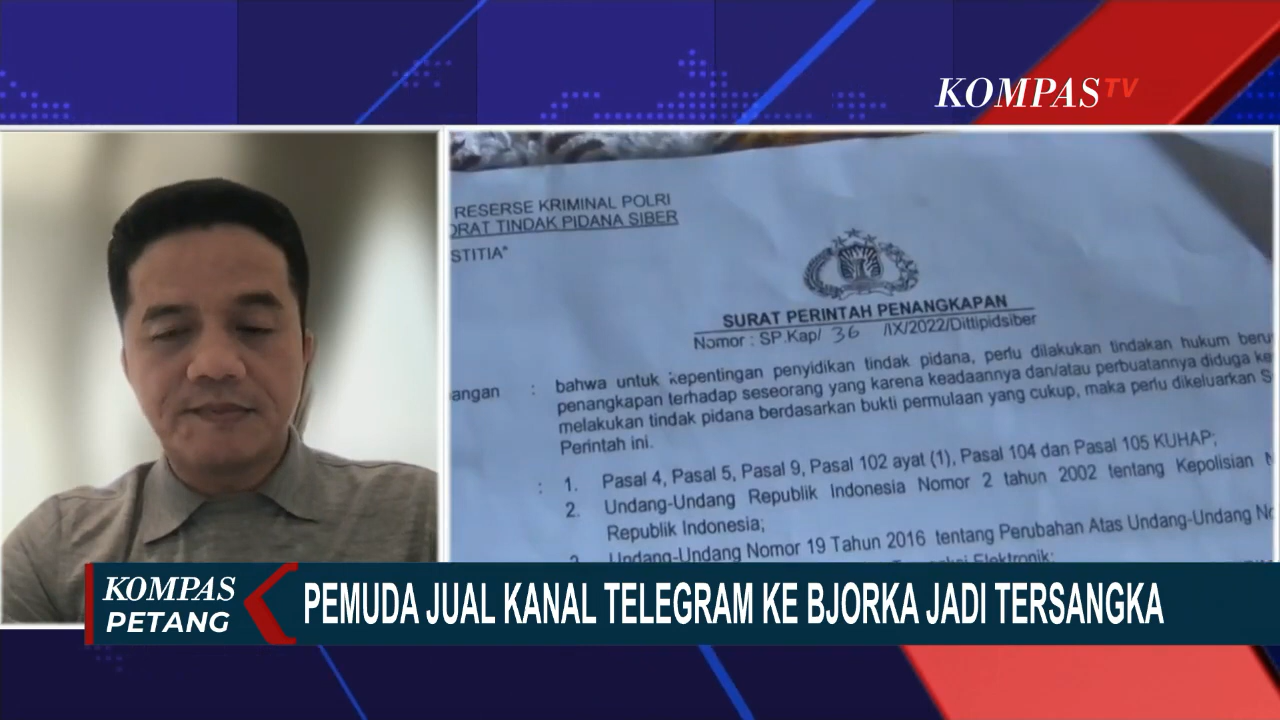 KOMPASTV
RESERSE KRIMINAL POLRI
ORAT TINDAK PIDANA SIBER
STITIA"
SURAT PERINTAH PENANGKAPAN
Nomor : SP.Kap/ 36 /IX/2022/Dittipidsiber
angan : bahwa untuk kepentingan penyidikan tindak pidana, perlu dilakukan tindakan hukum beru
penangkapan terhadap seseorang yang karena keadaannya dan/atau perbuatannya diduga ke
melakukan tindak pidana berdasarkan bukti permulaan yang cukup, maka perlu dikeluarkan S
Perintah ini.
: 1. Pasal 4, Pasal 5, Pasal 9, Pasal 102 ayat (1), Pasal 104 dan Pasal 105 KUHAP;
2. Undang-Undang Republik Indonesia Nomor 2 tahun 2002 tentang Kepolisian N
Republik Indonesia;
3. Undang-Undang Nomor 19 Tahun 2016 tentang Perubahan Atas Undang-Undang No
Elektronik;
KOMPAS
PETANG
PEMUDA JUAL KANAL TELEGRAM KE BJORKA JADI TERSANGKA